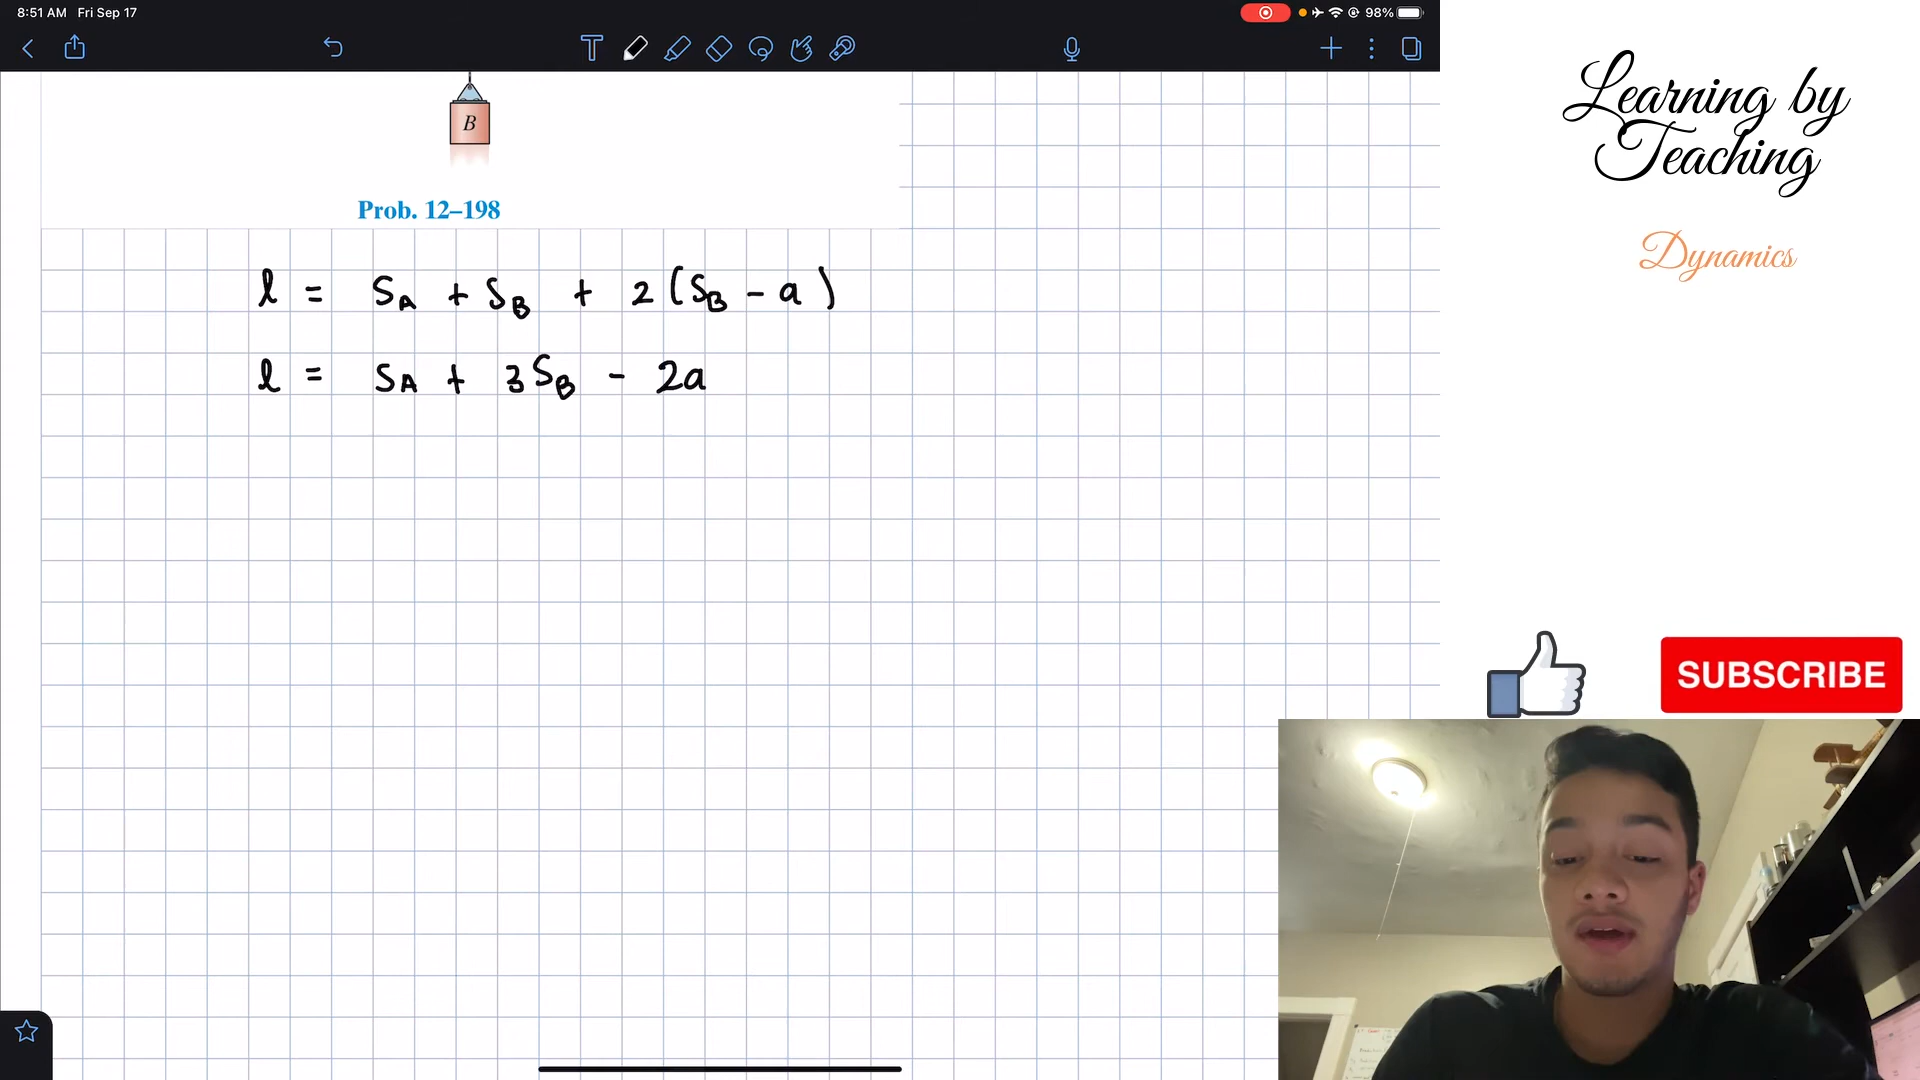 8:51 AM Fri Sep 17
98%
B
Prob. 12–198
l = SA + SB + 2 (SB - a)
l = SA + 3SB - 2a
Learning by
Teaching
Dynamics
SUBSCRIBE